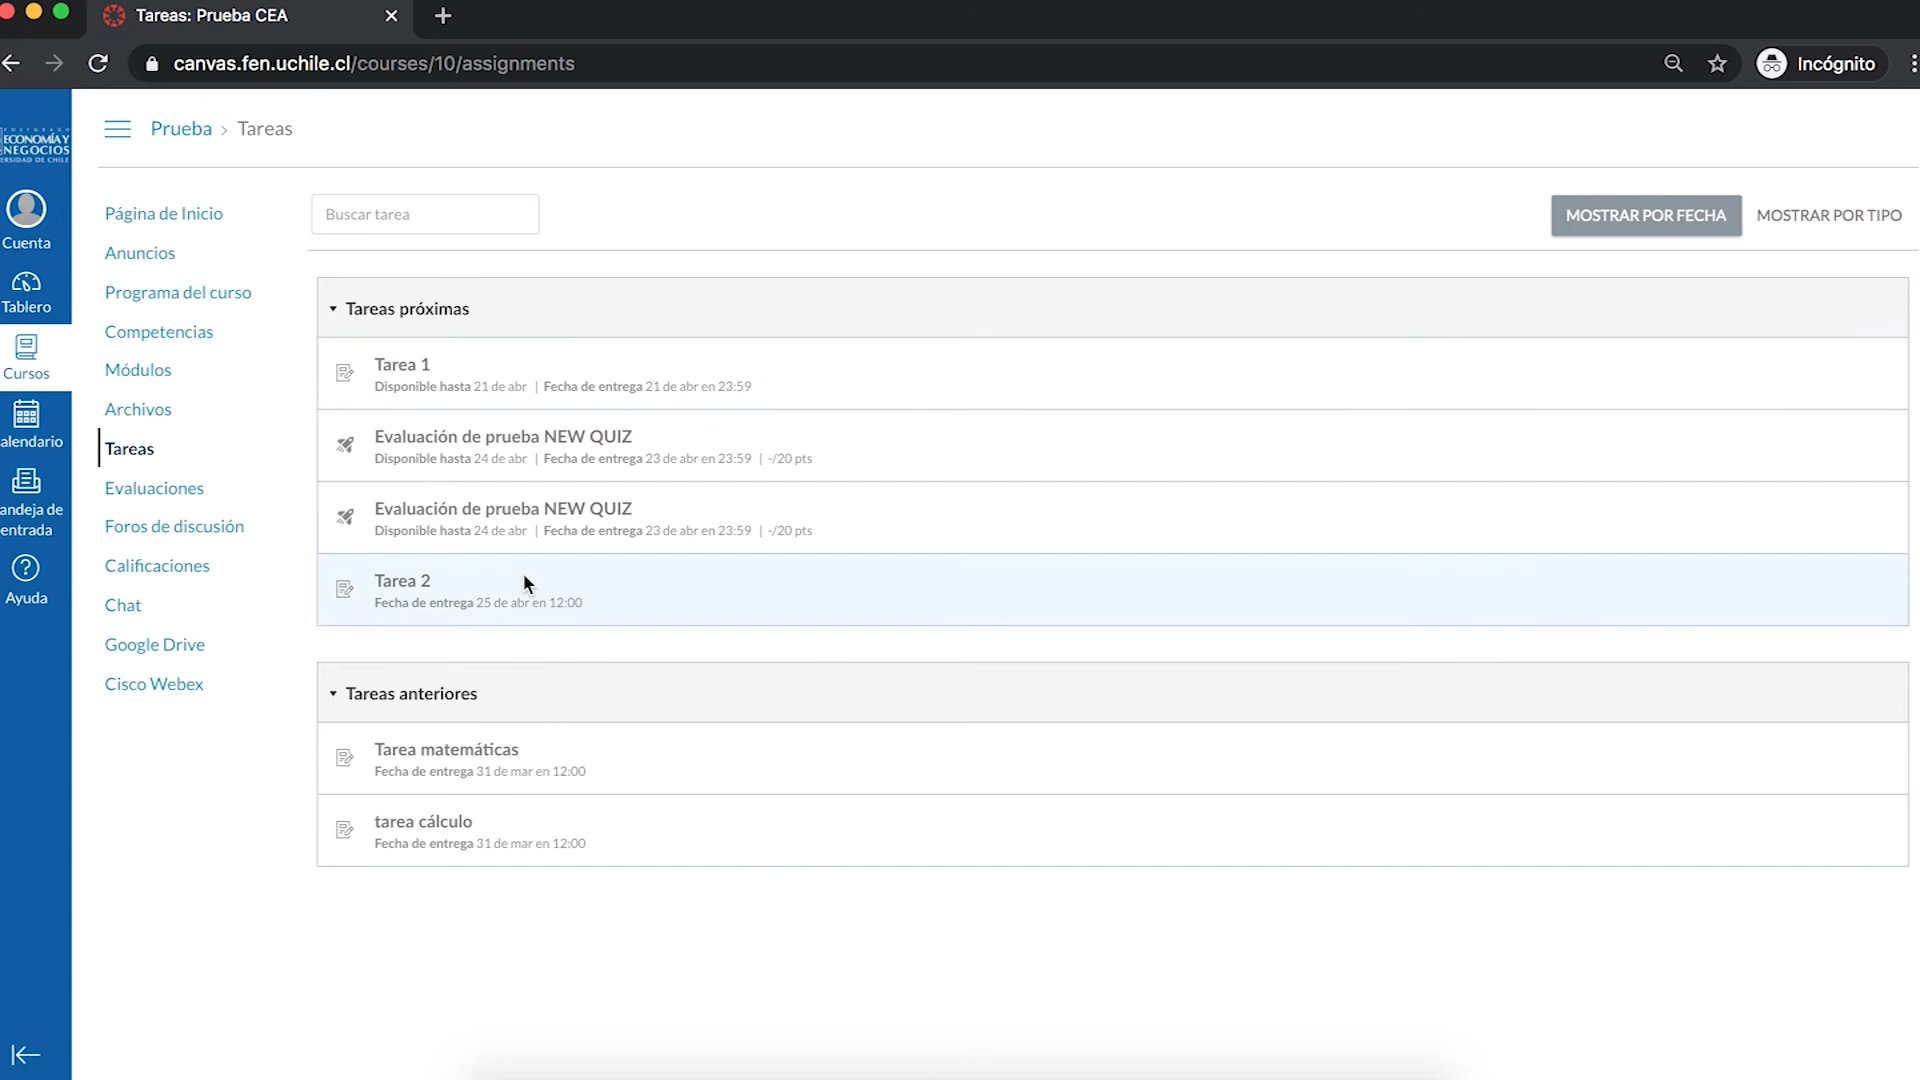 Tareas: Prueba CEA
canvas.fen.uchile.cl/courses/10/assignments
Incógnito
POSTGRADO
ECONOMÍA Y
NEGOCIOS
ERSIDAD DE CHILE
Cuenta
Tablero
Cursos
alendario
andeja de
entrada
Ayuda
Prueba › Tareas
Página de Inicio
Anuncios
Programa del curso
Competencias
Módulos
Archivos
Tareas
Evaluaciones
Foros de discusión
Calificaciones
Chat
Google Drive
Cisco Webex
Buscar tarea
MOSTRAR POR FECHA
MOSTRAR POR TIPO
Tareas próximas
Tarea 1
Disponible hasta 21 de abr | Fecha de entrega 21 de abr en 23:59
Evaluación de prueba NEW QUIZ
Disponible hasta 24 de abr | Fecha de entrega 23 de abr en 23:59 | -/20 pts
Evaluación de prueba NEW QUIZ
Disponible hasta 24 de abr | Fecha de entrega 23 de abr en 23:59 | -/20 pts
Tarea 2
Fecha de entrega 25 de abr en 12:00
Tareas anteriores
Tarea matemáticas
Fecha de entrega 31 de mar en 12:00
tarea cálculo
Fecha de entrega 31 de mar en 12:00